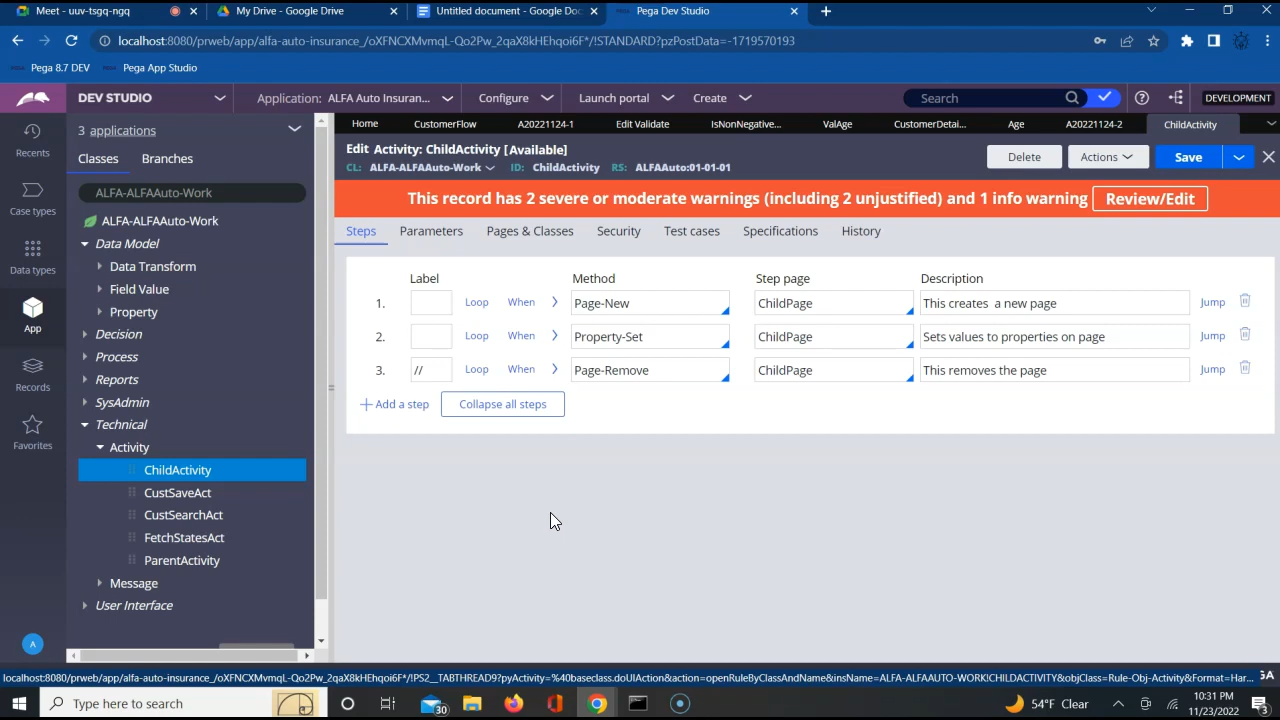 Meet - uuv-tsgq-ngq
My Drive - Google Drive
Untitled document - Google Doc
Pega Dev Studio
localhost:8080/prweb/app/alfa-auto-insurance_/oXFNCXMvmqL-Qo2Pw_2qaX8kHEhqoi6F*/!STANDARD?pzPostData=-1719570193
Pega 8.7 DEV
Pega App Studio
DEV STUDIO
Application: ALFA Auto Insuran...
Configure
Launch portal
Create
Search
DEVELOPMENT
3 applications
Home
CustomerFlow
A20221124-1
Edit Validate
IsNonNegative...
ValAge
CustomerDetai...
Age
A20221124-2
ChildActivity
Recents
Case types
Data types
App
Records
Favorites
A
Classes
Branches
ALFA-ALFAAuto-Work
ALFA-ALFAAuto-Work
Data Model
Data Transform
Field Value
Property
Decision
Process
Reports
SysAdmin
Technical
Activity
ChildActivity
CustSaveAct
CustSearchAct
FetchStatesAct
ParentActivity
Message
User Interface
Edit Activity: ChildActivity [Available]
CL: ALFA-ALFAAuto-Work ID: ChildActivity RS: ALFAAuto:01-01-01
Delete
Actions
Save
This record has 2 severe or moderate warnings (including 2 unjustified) and 1 info warning
Review/Edit
Steps
Parameters
Pages & Classes
Security
Test cases
Specifications
History
Label
Method
Step page
Description
1. Loop When Page-New ChildPage This creates  a new page Jump
2. Loop When Property-Set ChildPage Sets values to properties on page Jump
3. // Loop When Page-Remove ChildPage This removes the page Jump
Add a step
Collapse all steps
localhost:8080/prweb/app/alfa-auto-insurance_/oXFNCXMvmqL-Qo2Pw_2qaX8kHEhqoi6F*/!PS2__TABTHREAD9?pyActivity=%40baseclass.doUIAction&action=openRuleByClassAndName&insName=ALFA-ALFAAUTO-WORK!CHILDACTIVITY&objClass=Rule-Obj-Activity&Format=Har...
GA
Type here to search
30
54°F Clear
10:31 PM
11/23/2022
3